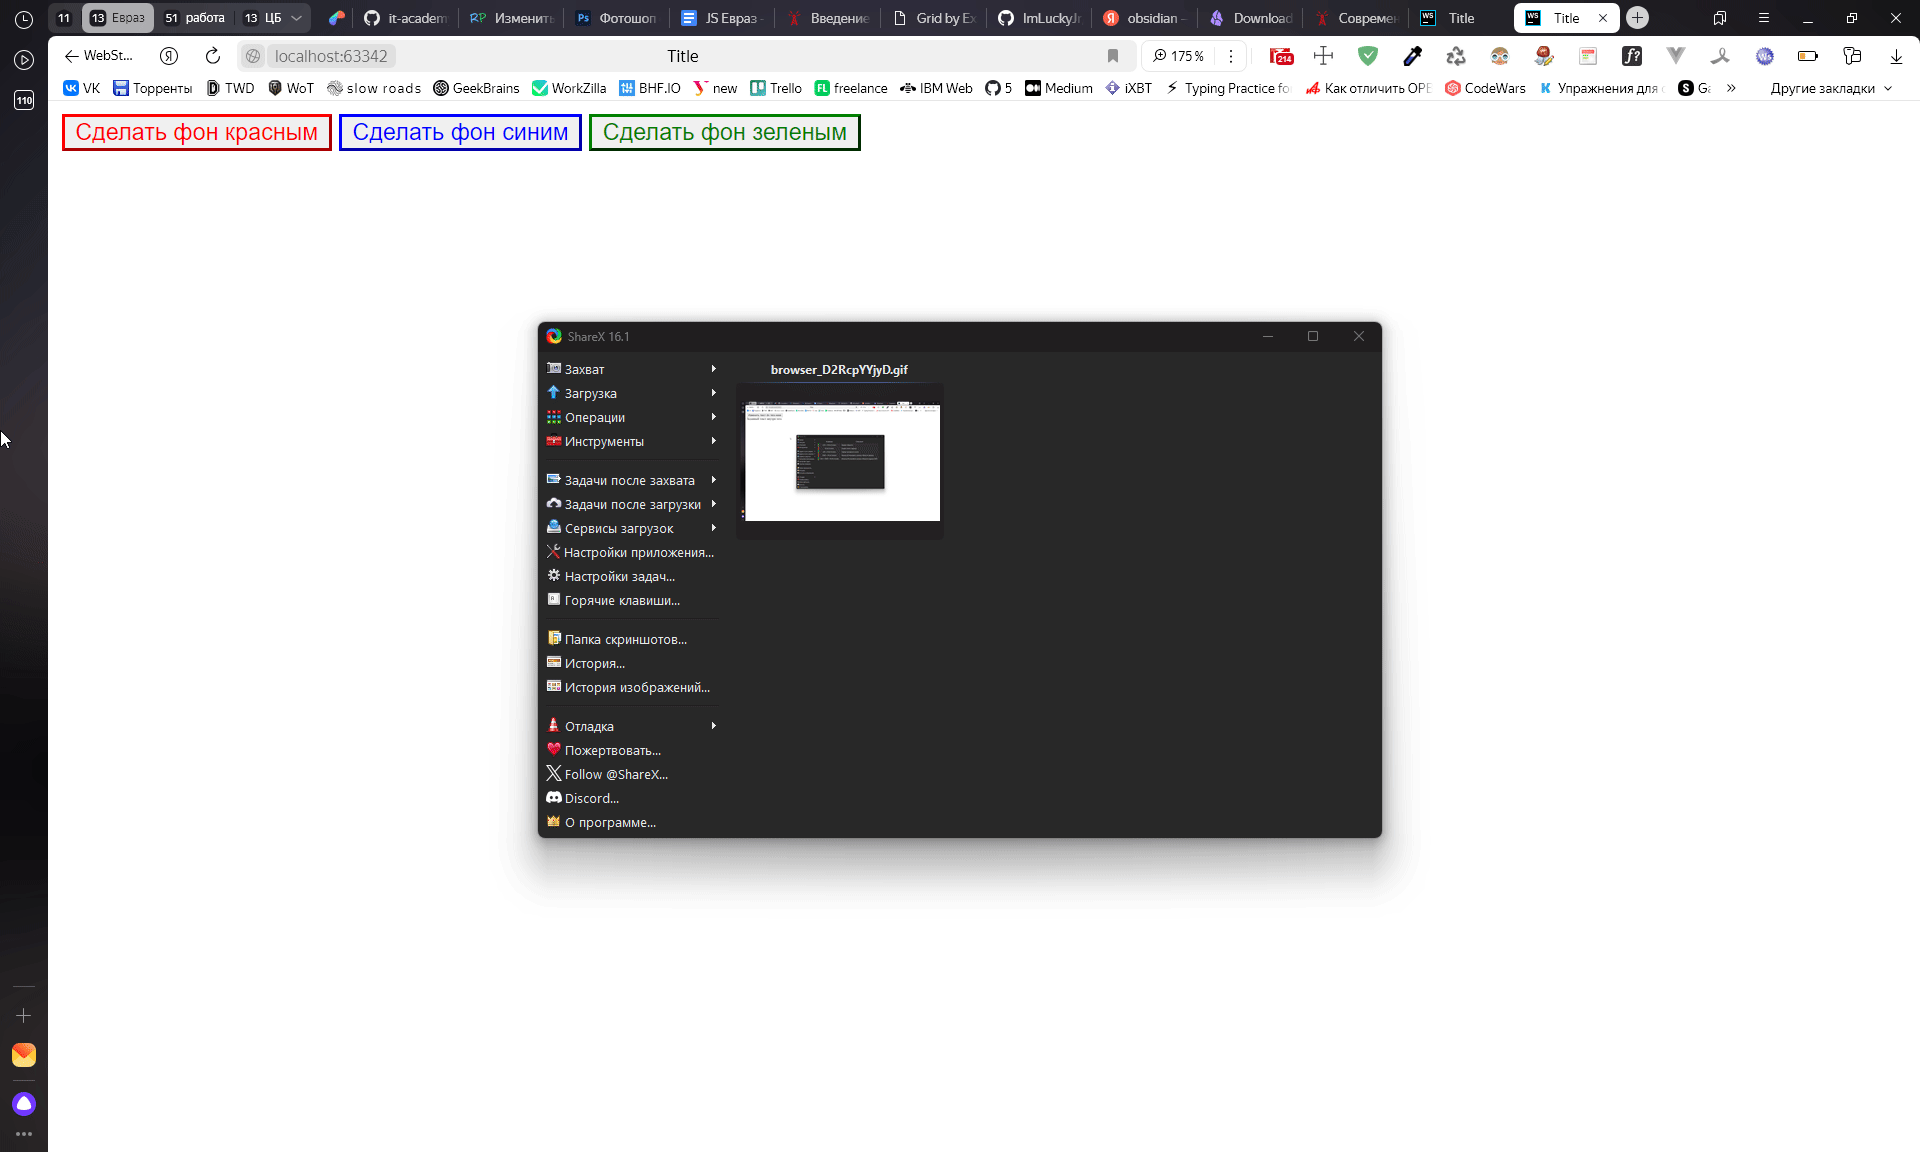 11 13 Евраз 51 работа 13 ЦБ it-academ Изменить Фотошоп JS Евраз - Введение Grid by Ex ImLuckyJr obsidian — Download Современ Title Title
WebSt... localhost:63342 Title 175% 214
110
VK Торренты TWD WoT slow roads GeekBrains WorkZilla BHF.IO new Trello freelance IBM Web 5 Medium iXBT Typing Practice fo Как отличить ОРВ CodeWars Упражнения для » Другие закладки
Сделать фон красным Сделать фон синим Сделать фон зеленым
ShareX 16.1
browser_D2RcpYYjyD.gif
Захват
Загрузка
Операции
Инструменты
Задачи после захвата
Задачи после загрузки
Сервисы загрузок
Настройки приложения...
Настройки задач...
Горячие клавиши...
Папка скриншотов...
История...
История изображений...
Отладка
Пожертвовать...
Follow @ShareX...
Discord...
О программе...